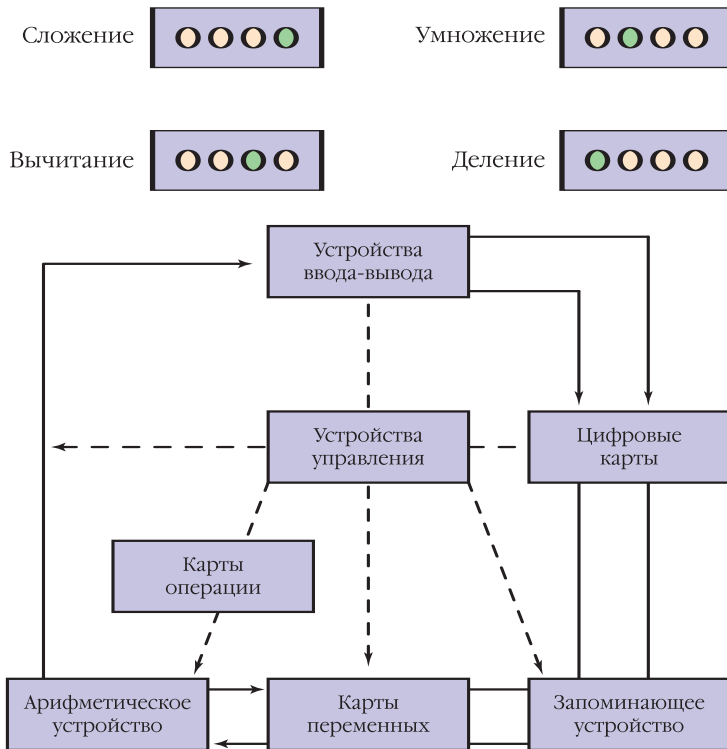 Сложение
Умножение
Вычитание
Деление
Устройства
ввода-вывода
Устройства
управления
Цифровые
карты
Карты
операции
Арифметическое
устройство
Карты
переменных
Запоминающее
устройство